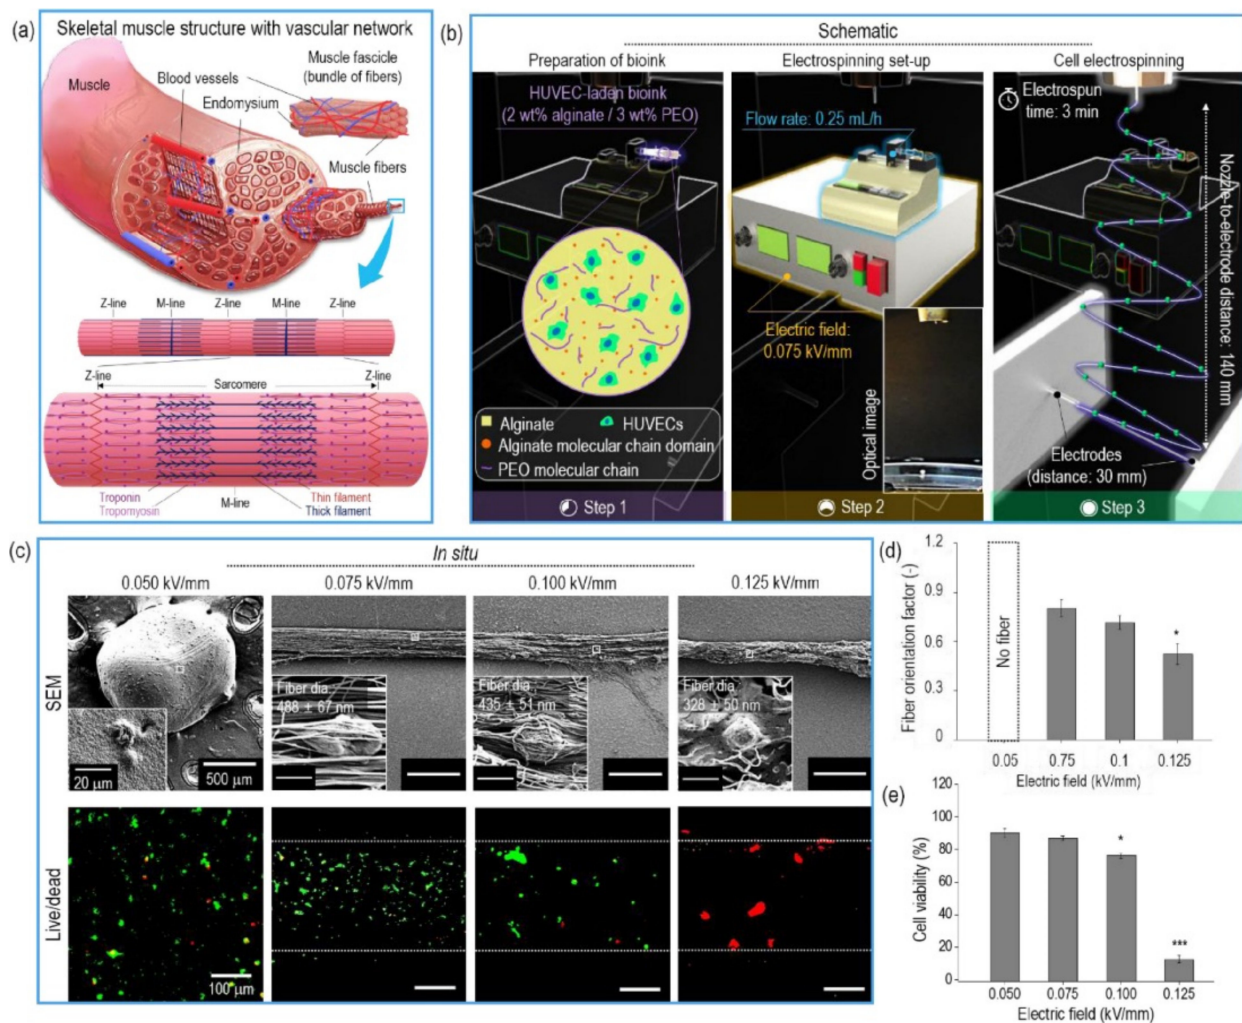 (a)
Skeletal muscle structure with vascular network
Muscle
Blood vessels
Endomysium
Muscle fascicle
(bundle of fibers)
Muscle fibers
Z-line
M-line
Z-line
M-line
Z-line
Z-line
Sarcomere
Z-line
Troponin
Tropomyosin
M-line
Thin filament
Thick filament
(b)
Schematic
Preparation of bioink
HUVEC-laden bioink
(2 wt% alginate / 3 wt% PEO)
Alginate
HUVECs
Alginate molecular chain domain
PEO molecular chain
Step 1
Electrospinning set-up
Flow rate: 0.25 mL/h
Electric field:
0.075 kV/mm
Optical image
Step 2
Cell electrospinning
Electrospun
time: 3 min
Nozzle-to-electrode distance: 140 mm
Electrodes
(distance: 30 mm)
Step 3
(c)
In situ
0.050 kV/mm
0.075 kV/mm
0.100 kV/mm
0.125 kV/mm
SEM
20 μm
500 μm
Fiber dia
488 ± 67 nm
Fiber dia
435 ± 51 nm
Fiber dia
328 ± 50 nm
Live/dead
100 μm
(d)
Fiber orientation factor (-)
1.2
0.9
0.6
0.3
0
No fiber
*
0.05
0.75
0.1
0.125
Electric field (kV/mm)
(e)
Cell viability (%)
120
100
80
60
40
20
0
*
***
0.050
0.075
0.100
0.125
Electric field (kV/mm)